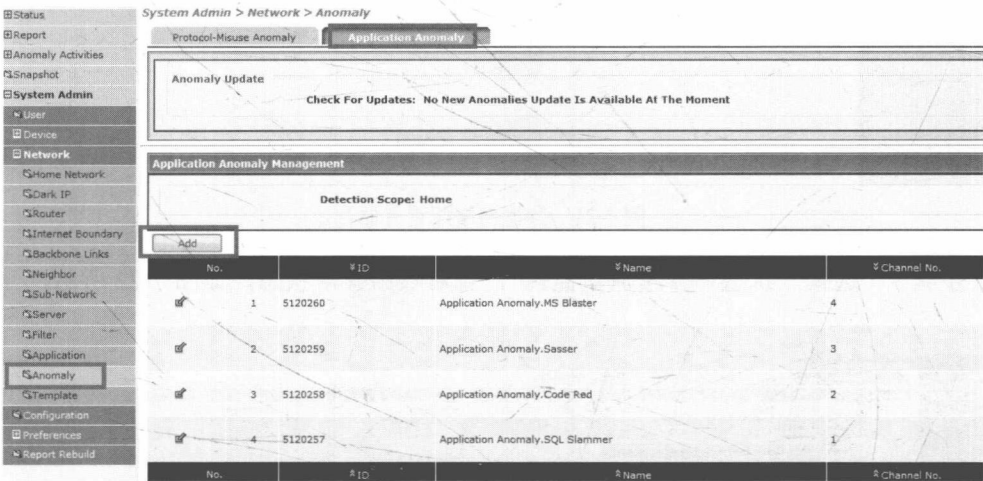 Status
Report
Anomaly Activities
Snapshot
System Admin
User
Device
Network
Home Network
Dark IP
Router
Internet Boundary
Backbone Links
Neighbor
Sub-Network
Server
Filter
Application
Anomaly
Template
Configuration
Preferences
Report Rebuild
System Admin > Network > Anomaly
Protocol-Misuse Anomaly Application Anomaly
Anomaly Update
Check For Updates: No New Anomalies Update Is Available At The Moment
Application Anomaly Management
Detection Scope: Home
Add
No. ID Name Channel No.
1 5120260 Application Anomaly.MS Blaster 4
2 5120259 Application Anomaly.Sasser 3
3 5120258 Application Anomaly.Code Red 2
4 5120257 Application Anomaly.SQL Slammer 1
No. ID Name Channel No.